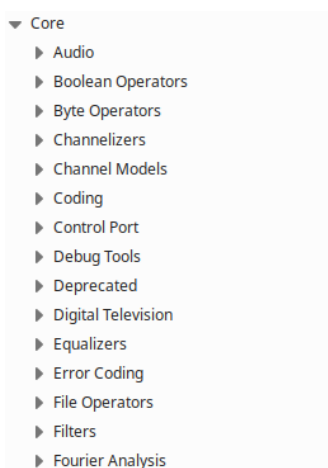 Core
Audio
Boolean Operators
Byte Operators
Channelizers
Channel Models
Coding
Control Port
Debug Tools
Deprecated
Digital Television
Equalizers
Error Coding
File Operators
Filters
Fourier Analysis